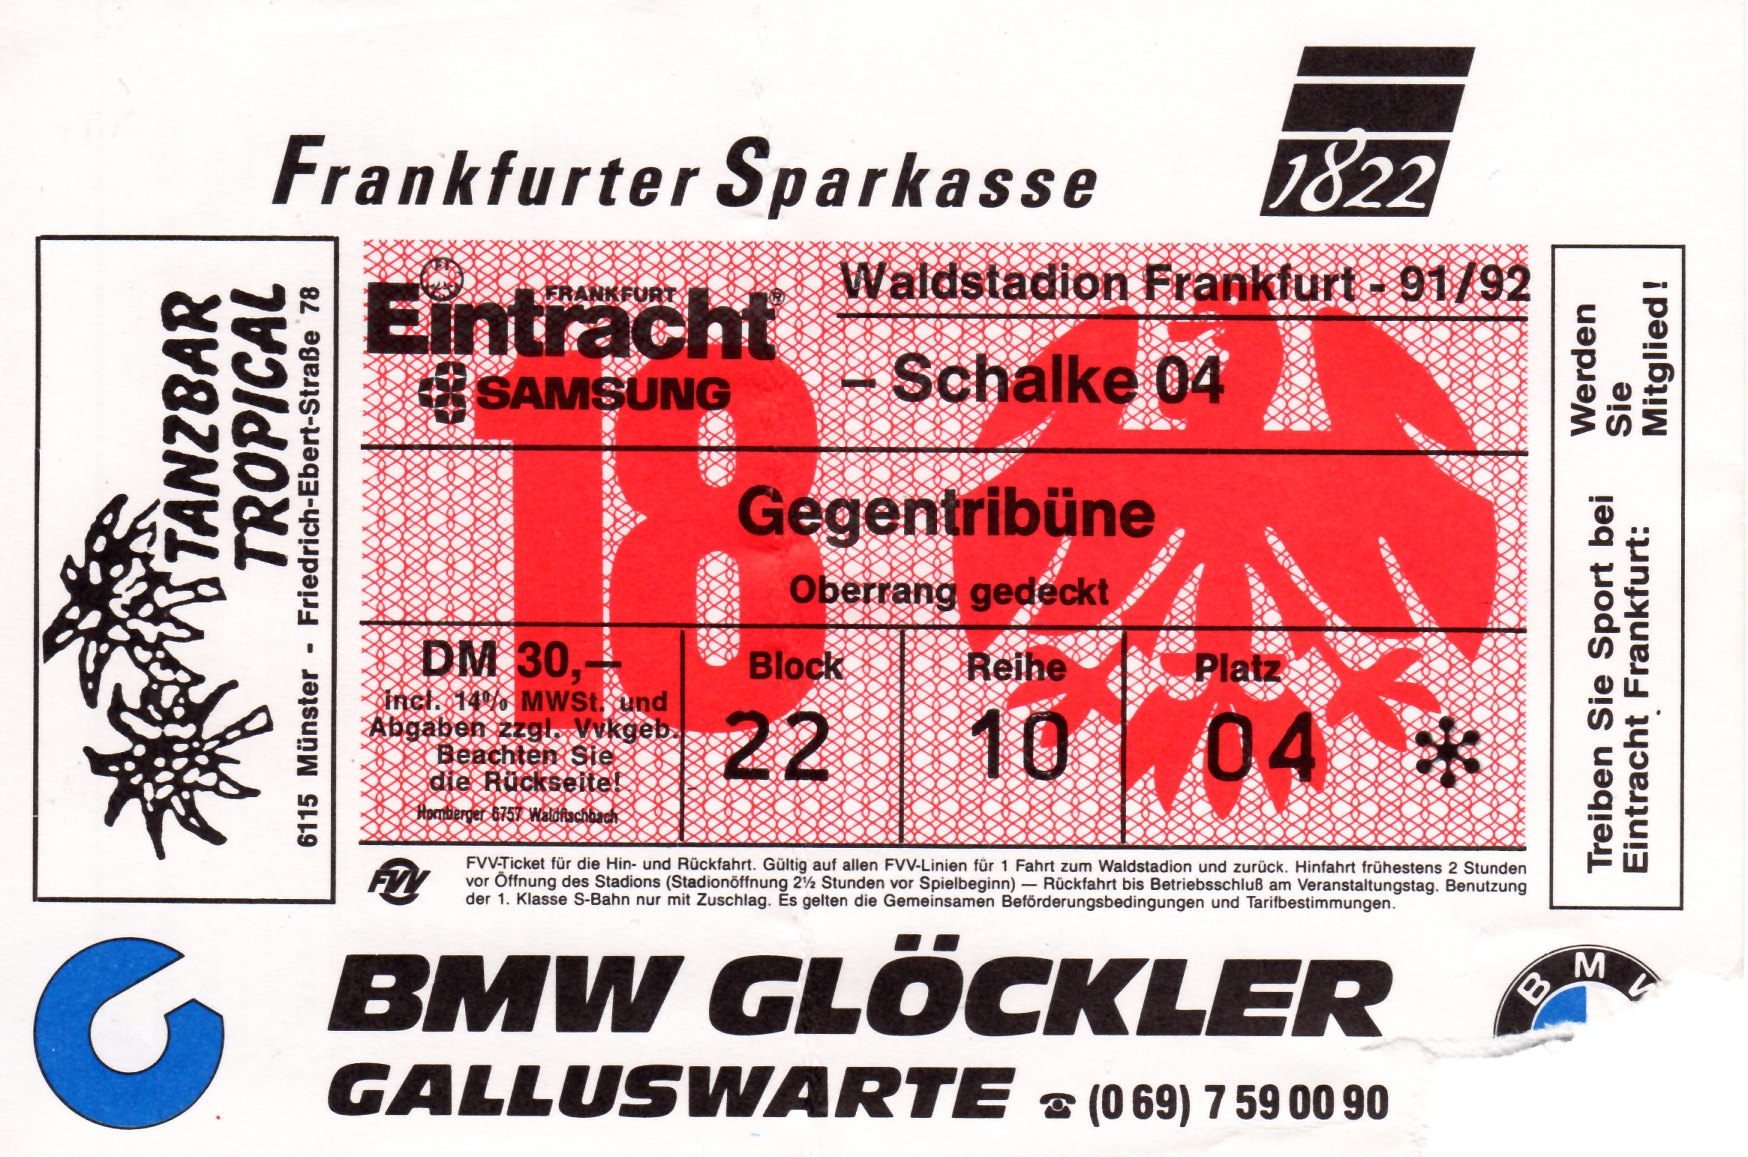 Frankfurter Sparkasse
1822
TANZBAR
TROPICAL
6115 Münster - Friedrich-Ebert-Straße 78
Eintracht
FRANKFURT
®
SAMSUNG
Waldstadion Frankfurt - 91/92
– Schalke 04
18
Gegentribüne
Oberrang gedeckt
DM 30,—
incl. 14% MWSt. und
Abgaben zzgl. Vvkgeb.
Beachten Sie
die Rückseite!
Homberger 6757 Waldfischbach
Block
22
Reihe
10
Platz
04
*
Treiben Sie Sport bei
Eintracht Frankfurt:
Werden
Sie
Mitglied!
FVV
FVV-Ticket für die Hin- und Rückfahrt. Gültig auf allen FVV-Linien für 1 Fahrt zum Waldstadion und zurück. Hinfahrt frühestens 2 Stunden
vor Öffnung des Stadions (Stadionöffnung 2½ Stunden vor Spielbeginn) — Rückfahrt bis Betriebsschluß am Veranstaltungstag. Benutzung
der 1. Klasse S-Bahn nur mit Zuschlag. Es gelten die Gemeinsamen Beförderungsbedingungen und Tarifbestimmungen.
BMW GLÖCKLER
GALLUSWARTE ☎ (0 69) 7 59 00 90
BMW